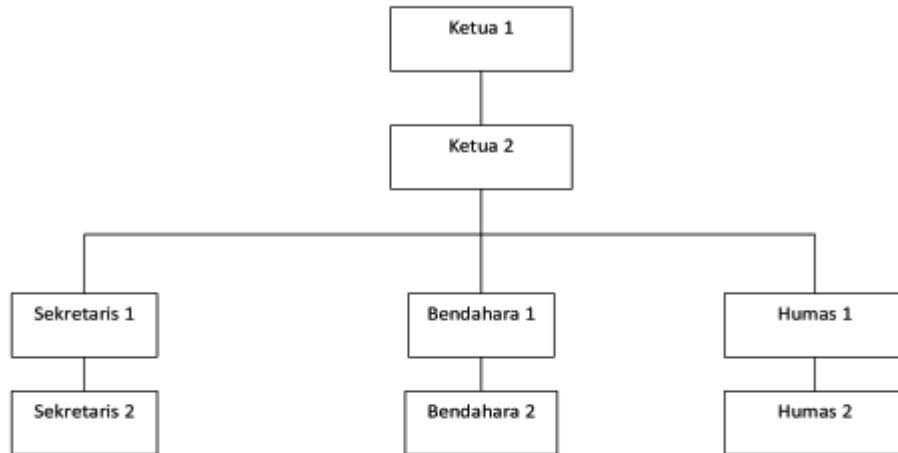 Ketua 1
Ketua 2
Sekretaris 1
Bendahara 1
Humas 1
Sekretaris 2
Bendahara 2
Humas 2